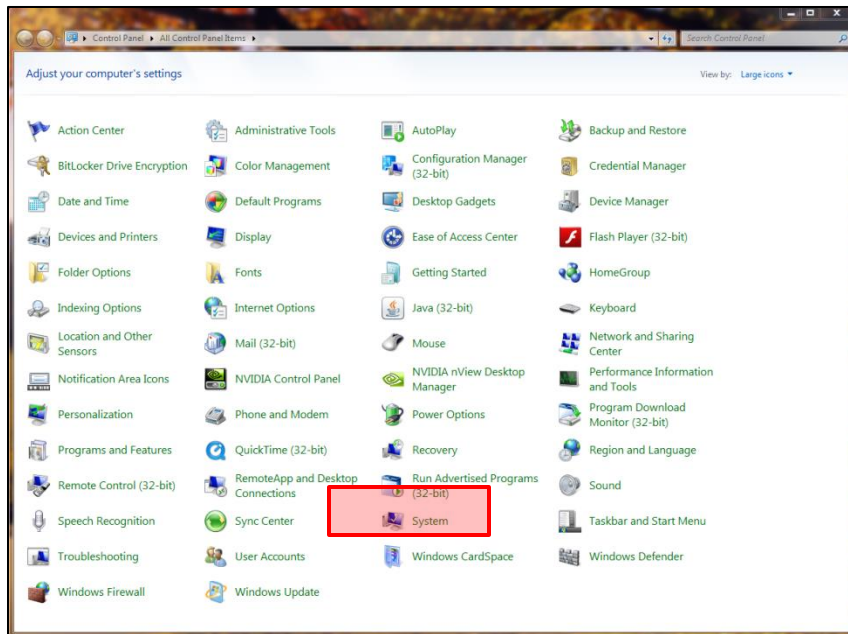 Control Panel All Control Panel Items Search Control Panel
Adjust your computer's settings View by: Large icons
Action Center Administrative Tools AutoPlay Backup and Restore
BitLocker Drive Encryption Color Management Configuration Manager (32-bit) Credential Manager
Date and Time Default Programs Desktop Gadgets Device Manager
Devices and Printers Display Ease of Access Center Flash Player (32-bit)
Folder Options Fonts Getting Started HomeGroup
Indexing Options Internet Options Java (32-bit) Keyboard
Location and Other Sensors Mail (32-bit) Mouse Network and Sharing Center
Notification Area Icons NVIDIA Control Panel NVIDIA nView Desktop Manager Performance Information and Tools
Personalization Phone and Modem Power Options Program Download Monitor (32-bit)
Programs and Features QuickTime (32-bit) Recovery Region and Language
Remote Control (32-bit) RemoteApp and Desktop Connections Run Advertised Programs (32-bit) Sound
Speech Recognition Sync Center System Taskbar and Start Menu
Troubleshooting User Accounts Windows CardSpace Windows Defender
Windows Firewall Windows Update